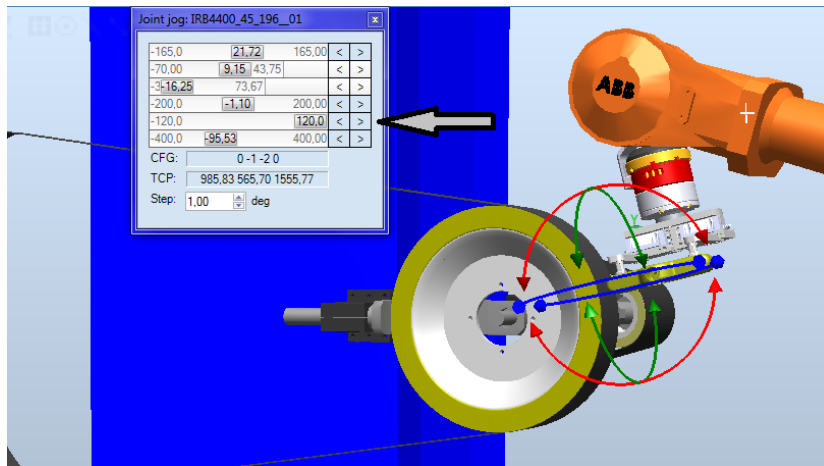 Joint jog: IRB4400_45_196__01 x
-165,0 21,72 165,00 < >
-70,00 9,15 43,75 < >
-16,25 73,67 < >
-200,0 -1,10 200,00 < >
-120,0 120,0 < >
-400,0 -95,53 400,00 < >
CFG: 0 -1 -2 0
TCP: 985,83 565,70 1555,77
Step: 1,00 deg
ABB
Y